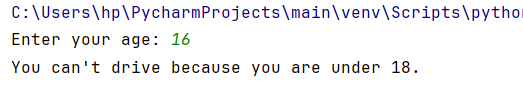 C:\Users\hp\PycharmProjects\main\venv\Scripts\pytho
Enter your age: 16
You can't drive because you are under 18.